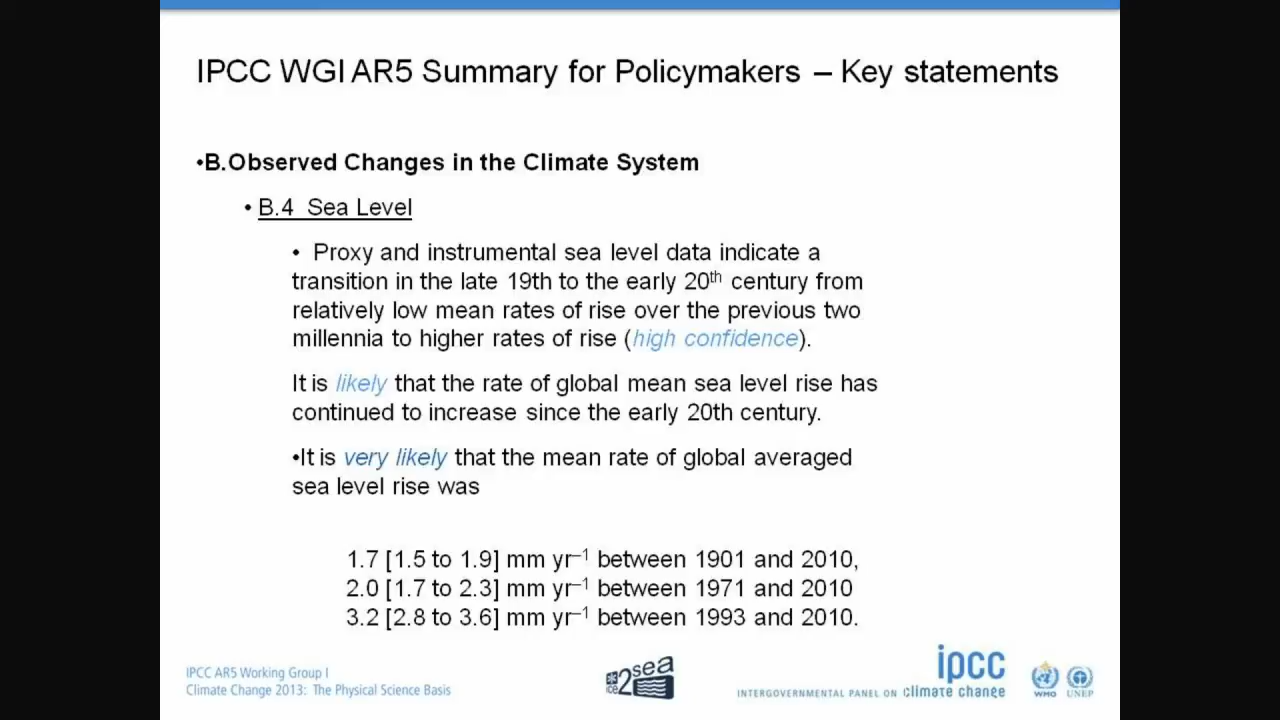 IPCC WGI AR5 Summary for Policymakers – Key statements
•B.Observed Changes in the Climate System
• B.4 Sea Level
• Proxy and instrumental sea level data indicate a
transition in the late 19th to the early 20th century from
relatively low mean rates of rise over the previous two
millennia to higher rates of rise (high confidence).
It is likely that the rate of global mean sea level rise has
continued to increase since the early 20th century.
•It is very likely that the mean rate of global averaged
sea level rise was
1.7 [1.5 to 1.9] mm yr–1 between 1901 and 2010,
2.0 [1.7 to 2.3] mm yr–1 between 1971 and 2010
3.2 [2.8 to 3.6] mm yr–1 between 1993 and 2010.
IPCC AR5 Working Group I
Climate Change 2013: The Physical Science Basis
ice2sea
ipcc
INTERGOVERNMENTAL PANEL ON climate change
WMO
UNEP